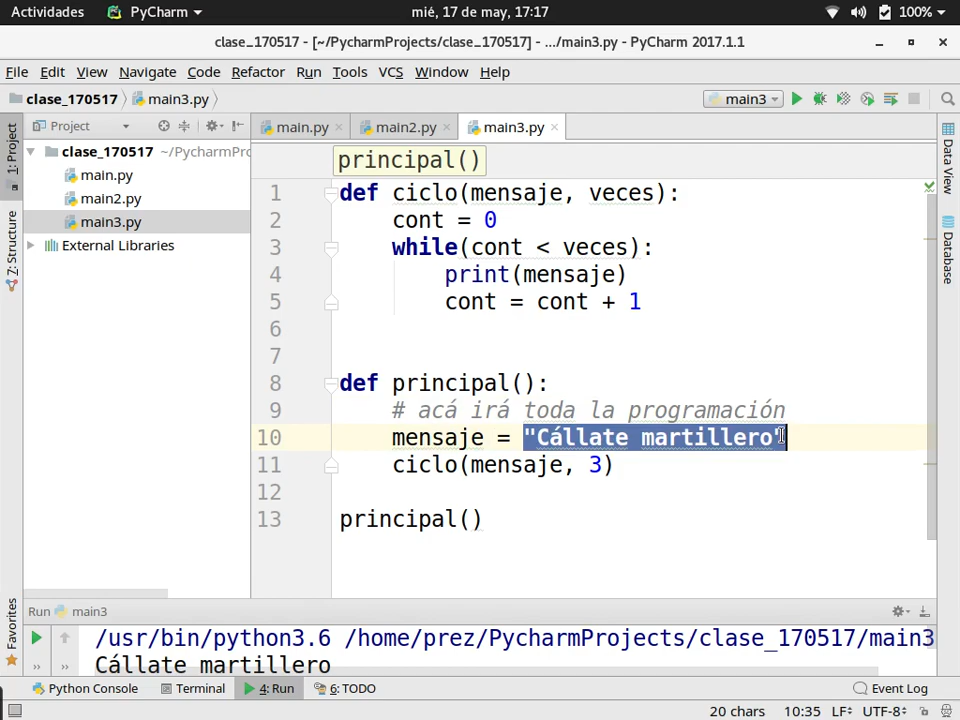 Actividades PyCharm mié, 17 de may, 17:17 100%
clase_170517 - [~/PycharmProjects/clase_170517] - .../main3.py - PyCharm 2017.1.1
File Edit View Navigate Code Refactor Run Tools VCS Window Help
clase_170517 main3.py main3
1: Project
7: Structure
Favorites
Project
clase_170517 ~/PycharmPro
main.py
main2.py
main3.py
External Libraries
main.py main2.py main3.py
principal()
1 def ciclo(mensaje, veces):
2 cont = 0
3 while(cont < veces):
4 print(mensaje)
5 cont = cont + 1
6
7
8 def principal():
9 # acá irá toda la programación
10 mensaje = "Cállate martillero"
11 ciclo(mensaje, 3)
12
13 principal()
Data View
Database
Run main3
/usr/bin/python3.6 /home/prez/PycharmProjects/clase_170517/main3
Cállate martillero
Python Console Terminal 4: Run 6: TODO Event Log
20 chars 10:35 LF UTF-8